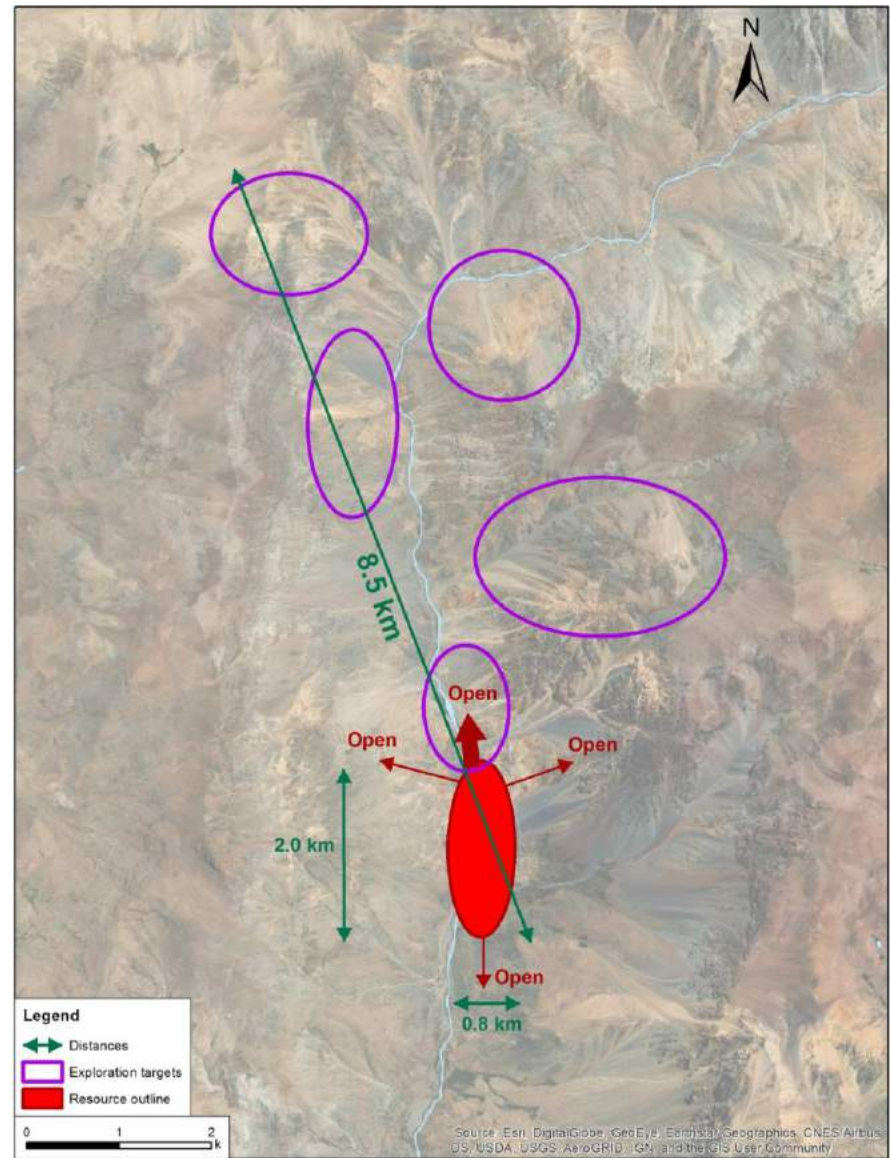 N
8.5 km
Open
Open
Open
2.0 km
Open
0.8 km
Legend
Distances
Exploration targets
Resource outline
0 1 2
k
Source: Esri, DigitalGlobe, GeoEye, Earthstar Geographics, CNES/Airbus
DS, USDA, USGS, AeroGRID, IGN, and the GIS User Community